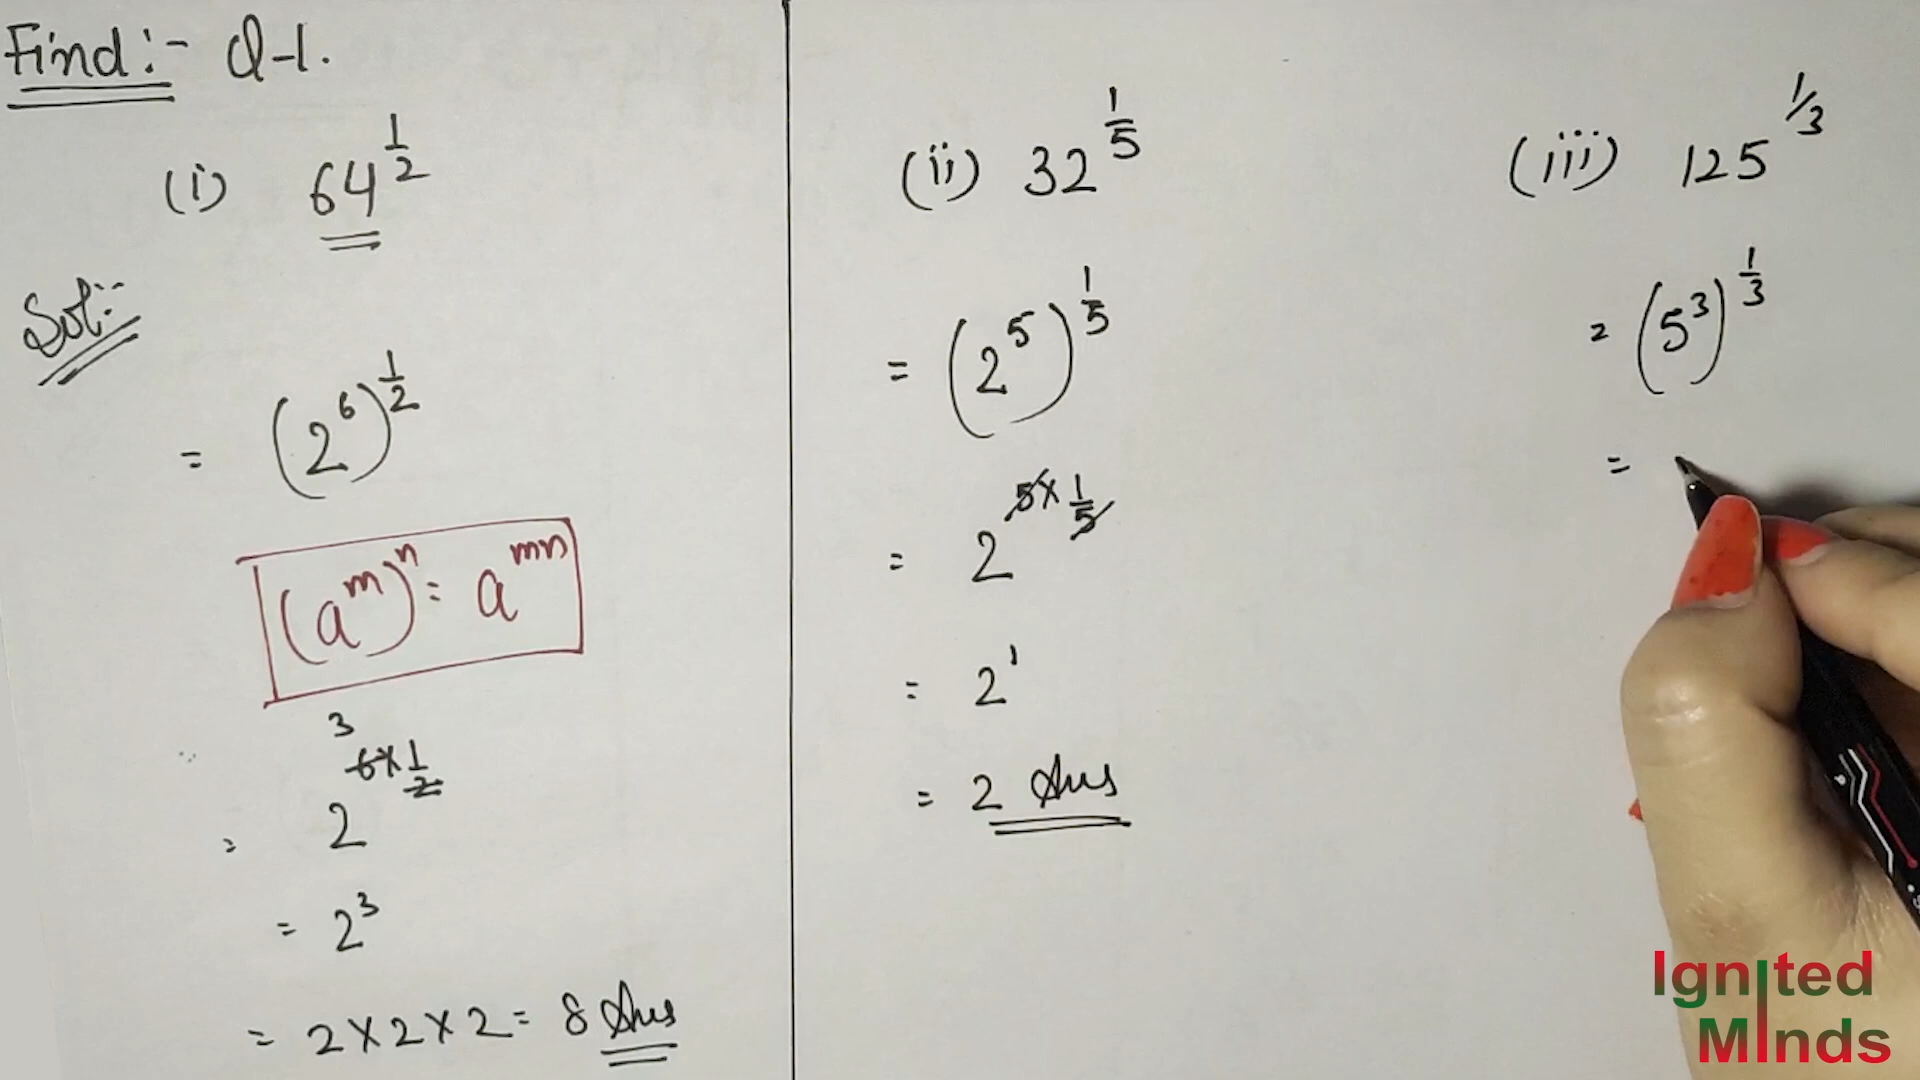 Find:- Q-1.
(i) 64^1/2
Sol:-
= (2^6)^1/2
(a^m)^n = a^mn
3
= 2^6×1/2
= 2^3
= 2×2×2 = 8 Ans
(ii) 32^1/5
= (2^5)^1/5
= 2^5×1/5
= 2^1
= 2 Ans
(iii) 125^1/3
= (5^3)^1/3
=
Ignited
Minds